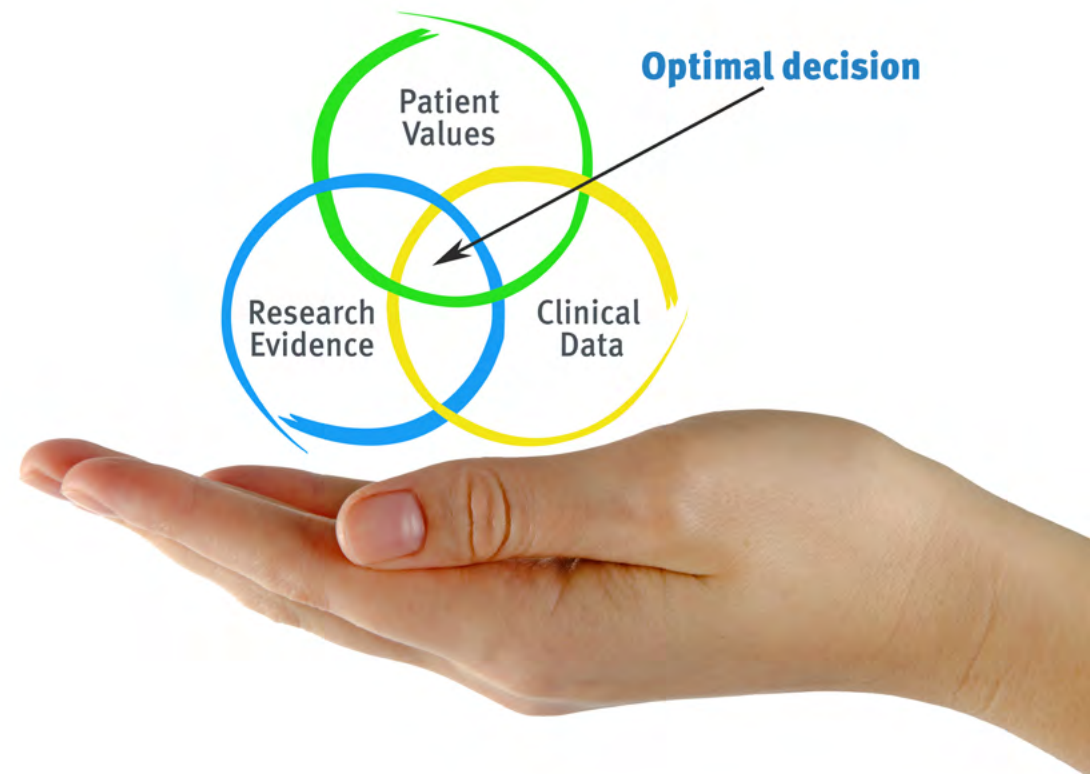 Optimal decision
Patient
Values
Research
Evidence
Clinical
Data